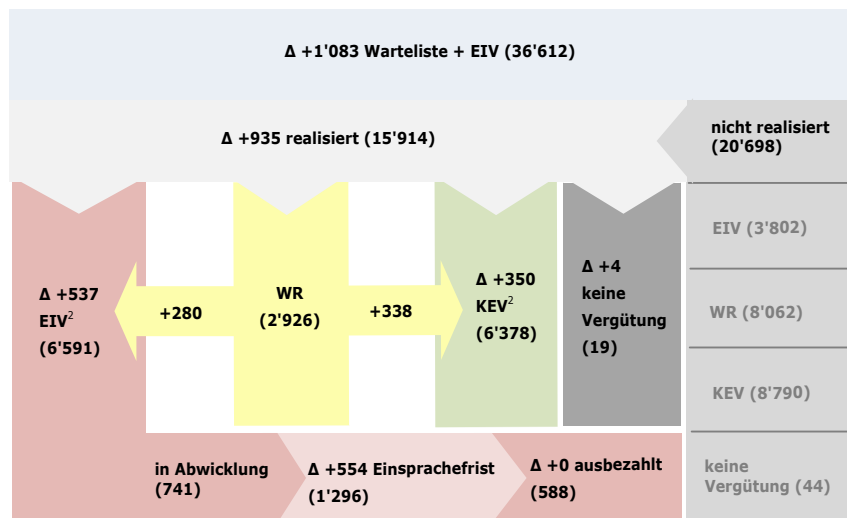 Δ +1'083 Warteliste + EIV (36'612)
Δ +935 realisiert (15'914)
nicht realisiert
(20'698)
EIV (3'802)
WR (8'062)
KEV (8'790)
keine
Vergütung (44)
Δ +537
EIV²
(6'591)
+280
WR
(2'926)
+338
Δ +350
KEV²
(6'378)
Δ +4
keine
Vergütung
(19)
in Abwicklung
(741)
Δ +554 Einsprachefrist
(1'296)
Δ +0 ausbezahlt
(588)